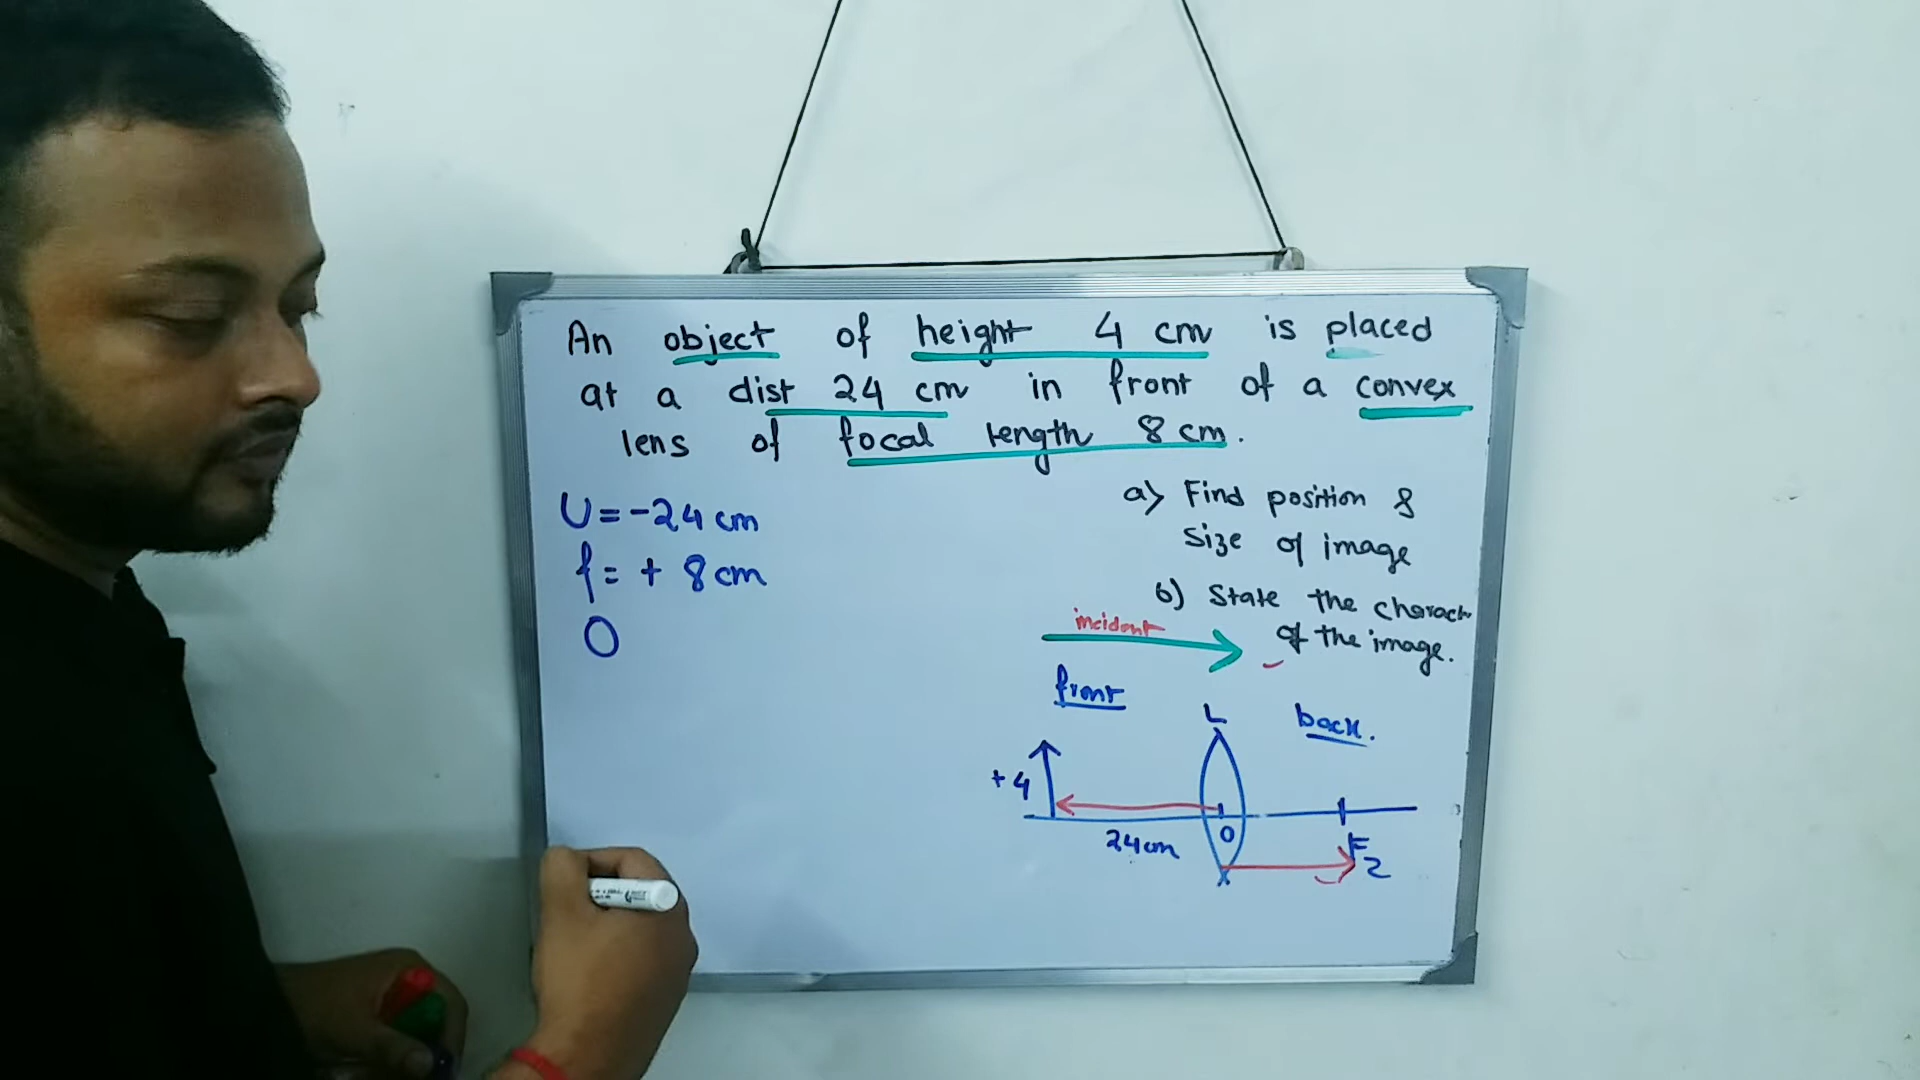 An object of height 4 cm is placed
at a dist 24 cm in front of a convex
lens of focal length 8 cm.
U = -24 cm
f = + 8 cm
O
a) Find position &
size of image
b) State the charact
of the image.
incident
front
L
back.
+4
24cm
O
F2